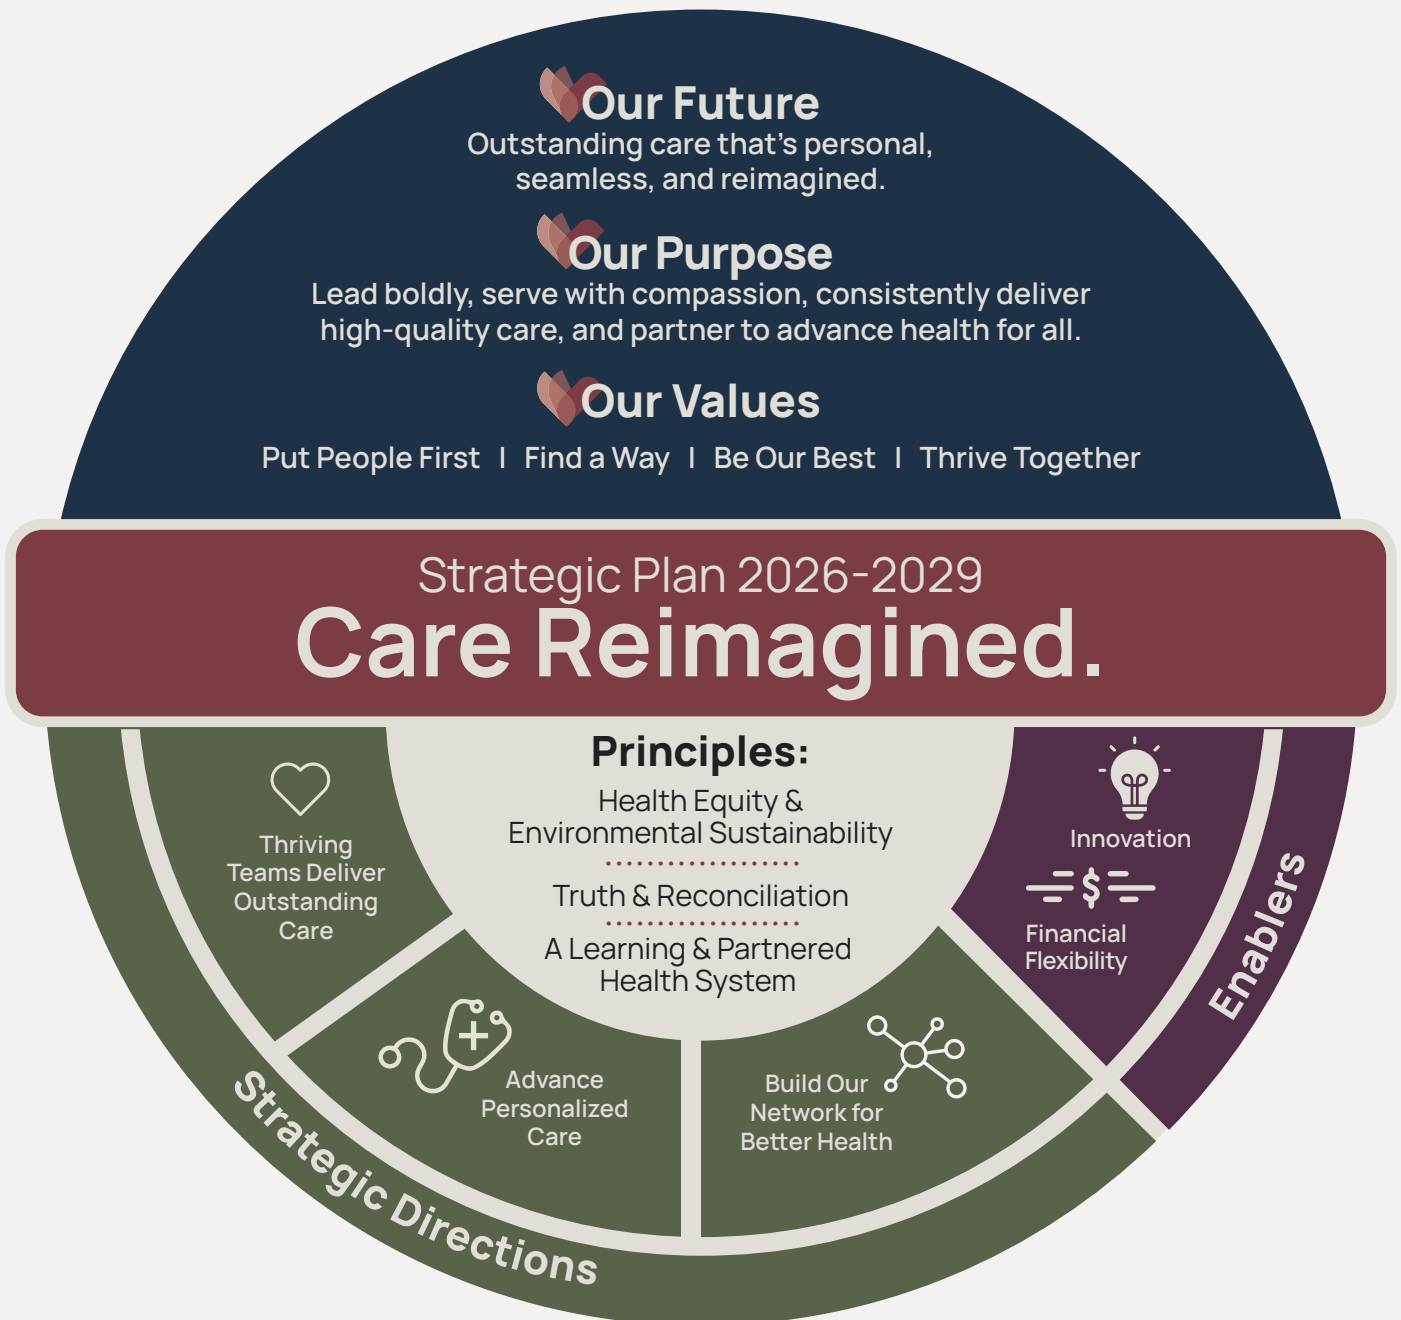 Our Future
Outstanding care that's personal,
seamless, and reimagined.
Our Purpose
Lead boldly, serve with compassion, consistently deliver
high-quality care, and partner to advance health for all.
Our Values
Put People First | Find a Way | Be Our Best | Thrive Together
Strategic Plan 2026-2029
Care Reimagined.
Principles:
Health Equity &
Environmental Sustainability
Truth & Reconciliation
A Learning & Partnered
Health System
Strategic Directions
Thriving
Teams Deliver
Outstanding
Care
Advance
Personalized
Care
Build Our
Network for
Better Health
Enablers
Innovation
$
Financial
Flexibility